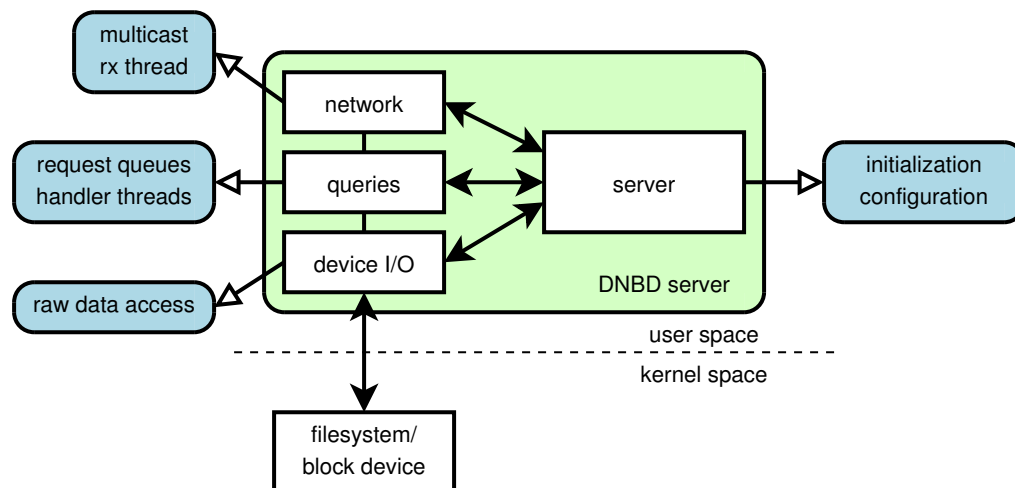 multicast
rx thread
network
request queues
handler threads
queries
server
initialization
configuration
device I/O
raw data access
DNBD server
user space
kernel space
filesystem/
block device